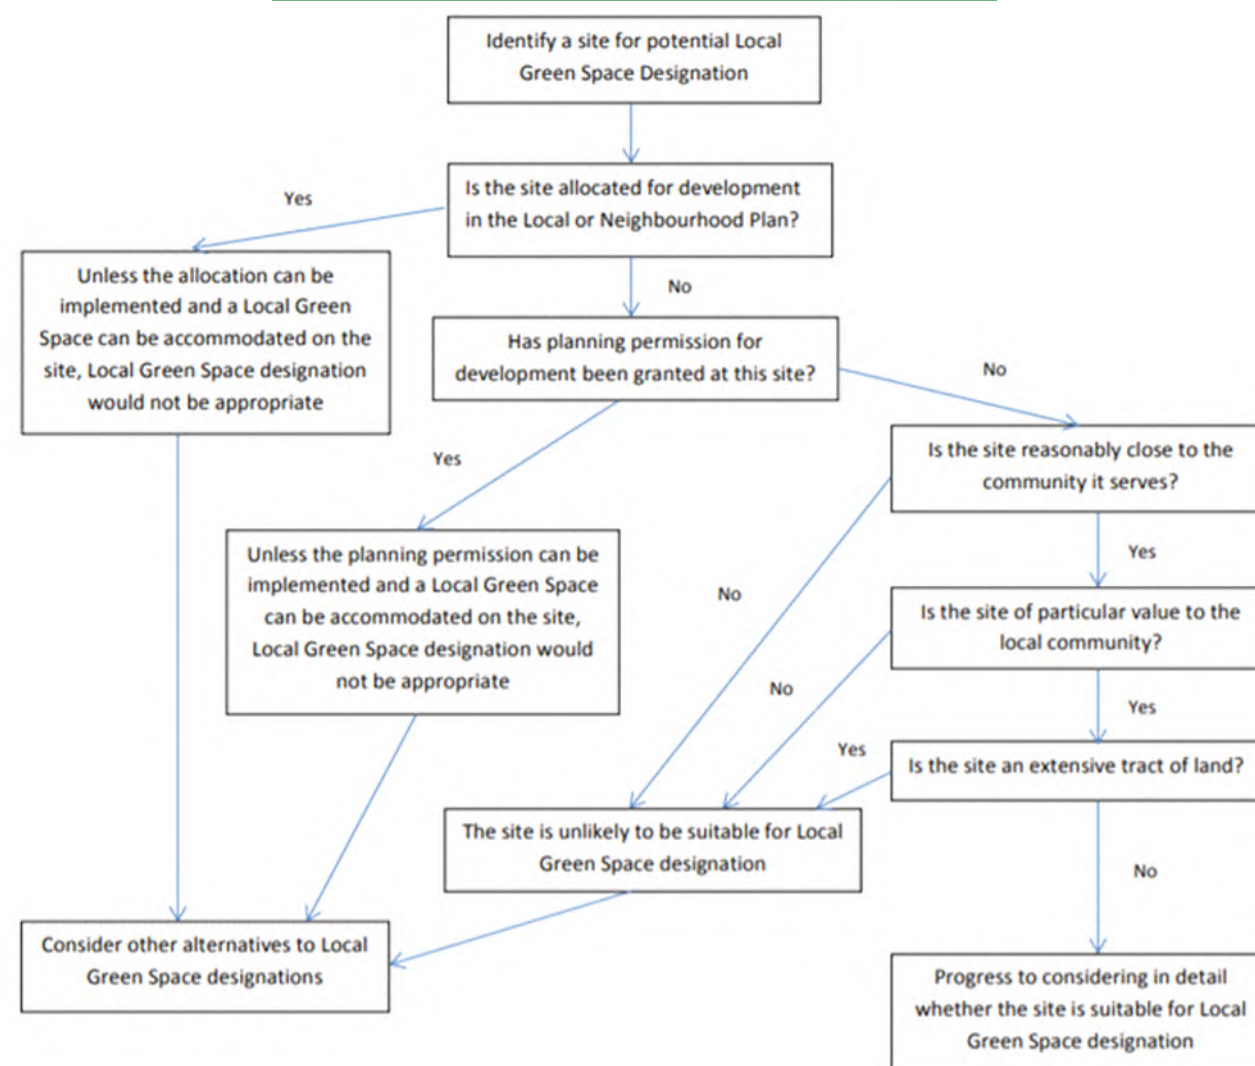 Identify a site for potential Local
Green Space Designation
Is the site allocated for development
in the Local or Neighbourhood Plan?
Yes
Unless the allocation can be
implemented and a Local Green
Space can be accommodated on the
site, Local Green Space designation
would not be appropriate
No
Has planning permission for
development been granted at this site?
No
Yes
Is the site reasonably close to the
community it serves?
Unless the planning permission can be
implemented and a Local Green Space
can be accommodated on the site,
Local Green Space designation would
not be appropriate
Yes
No
Is the site of particular value to the
local community?
No
Yes
Yes
Is the site an extensive tract of land?
The site is unlikely to be suitable for Local
Green Space designation
No
Consider other alternatives to Local
Green Space designations
Progress to considering in detail
whether the site is suitable for Local
Green Space designation